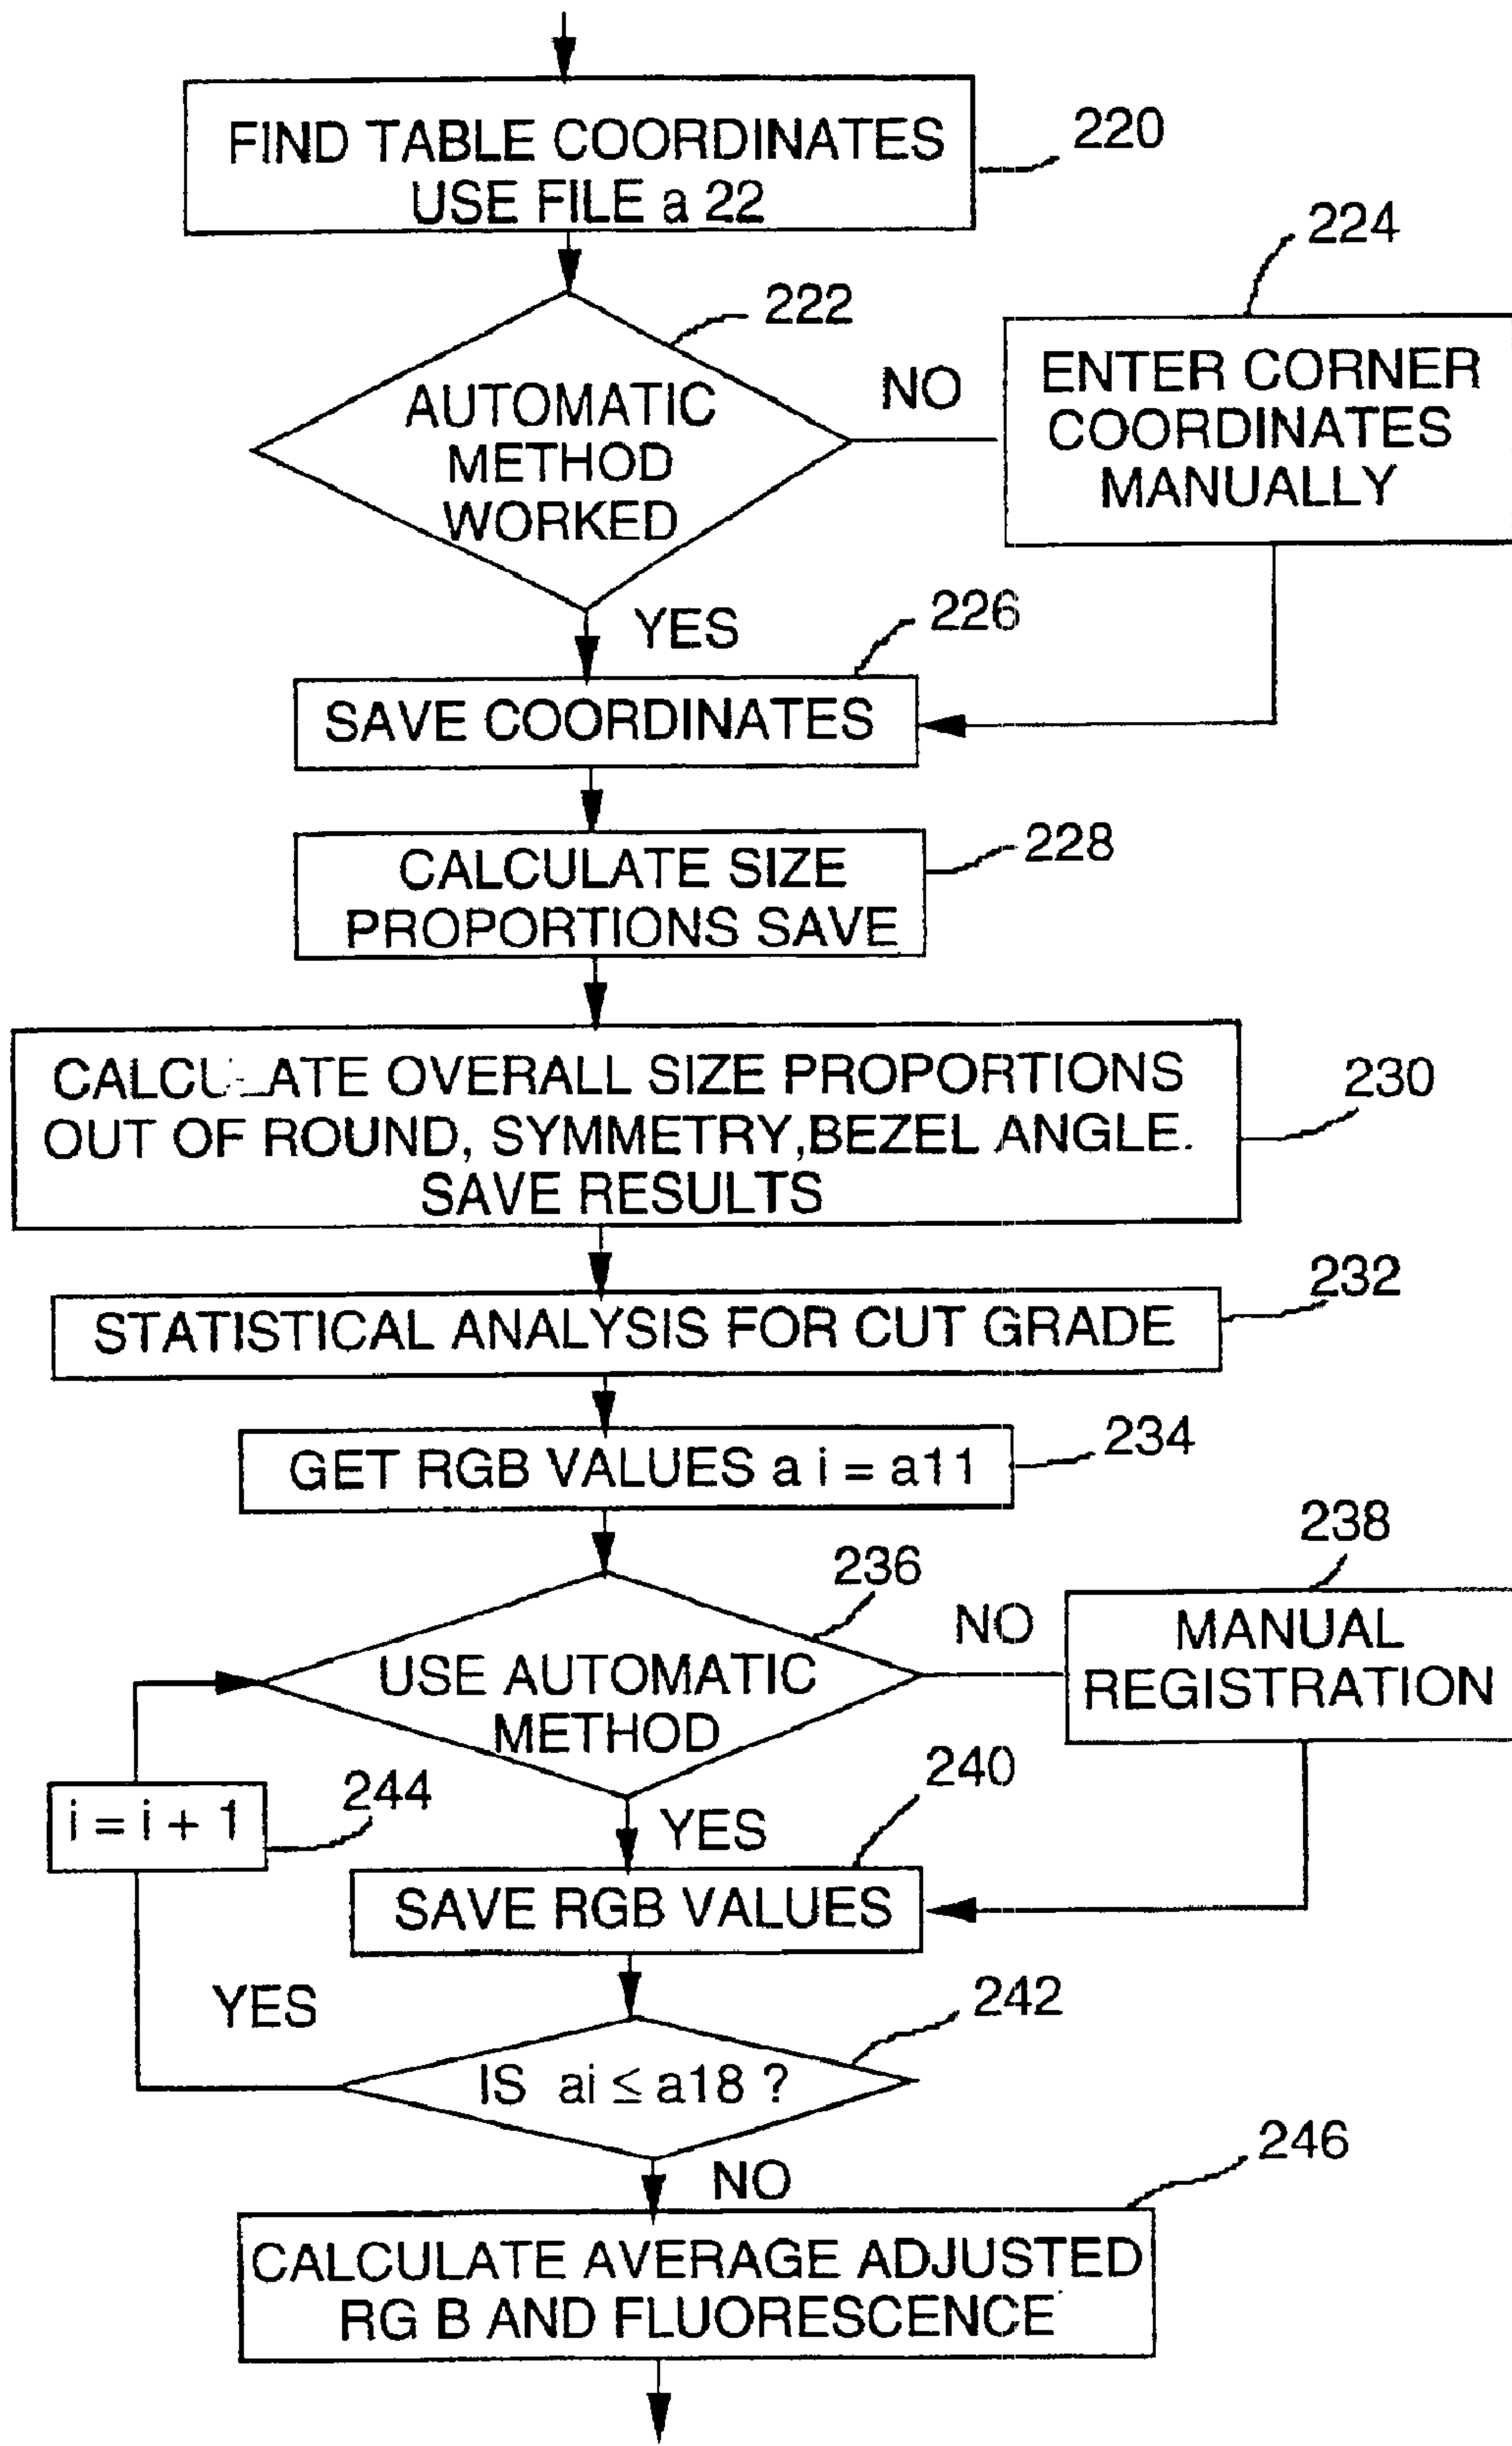 FIND TABLE COORDINATES
USE FILE a 22
220
222
AUTOMATIC
METHOD
WORKED
NO
224
ENTER CORNER
COORDINATES
MANUALLY
YES
226
SAVE COORDINATES
228
CALCULATE SIZE
PROPORTIONS SAVE
CALCULATE OVERALL SIZE PROPORTIONS
OUT OF ROUND, SYMMETRY,BEZEL ANGLE.
SAVE RESULTS
230
232
STATISTICAL ANALYSIS FOR CUT GRADE
234
GET RGB VALUES a i = a11
236
USE AUTOMATIC
METHOD
NO
238
MANUAL
REGISTRATION
240
YES
244
i = i + 1
SAVE RGB VALUES
YES
242
IS ai ≤ a18 ?
NO
246
CALCULATE AVERAGE ADJUSTED
RG B AND FLUORESCENCE